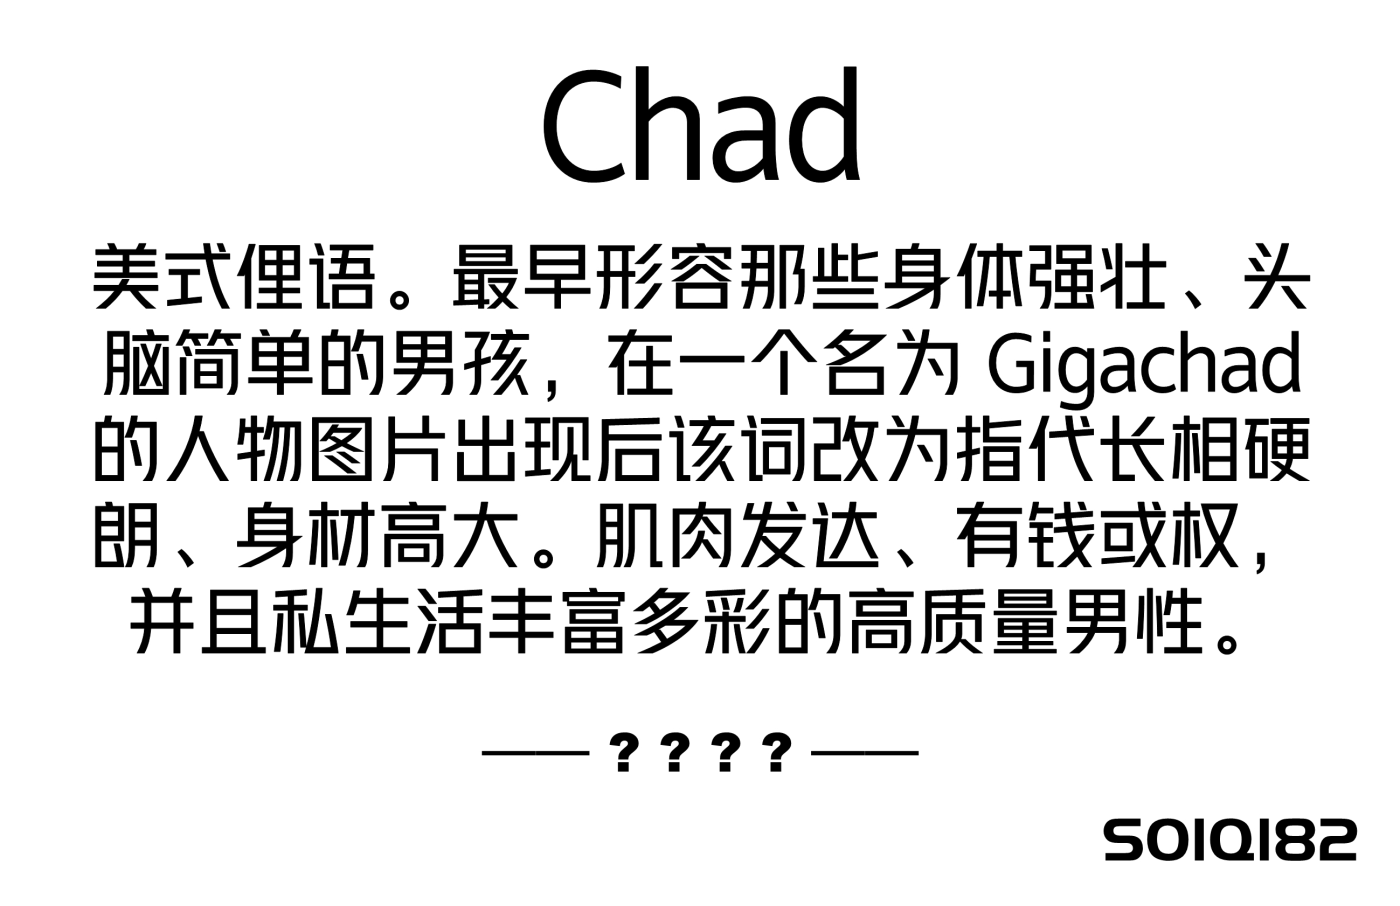 Chad
美式俚语。最早形容那些身体强壮、头
脑简单的男孩，在一个名为 Gigachad
的人物图片出现后该词改为指代长相硬
朗、身材高大。肌肉发达、有钱或权，
并且私生活丰富多彩的高质量男性。
—— ? ? ? ? ——
SO1Q182